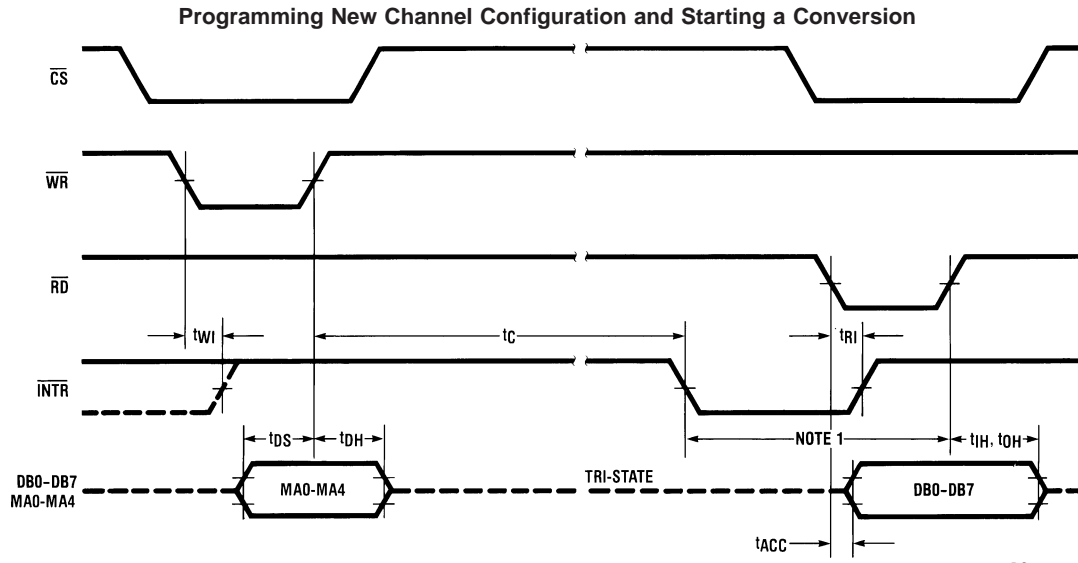 Programming New Channel Configuration and Starting a Conversion
CS
WR
RD
tWI
tC
tRI
INTR
tDS
tDH
NOTE 1
tIH, tOH
DB0–DB7
MA0-MA4
MA0-MA4
TRI-STATE
DB0–DB7
tACC